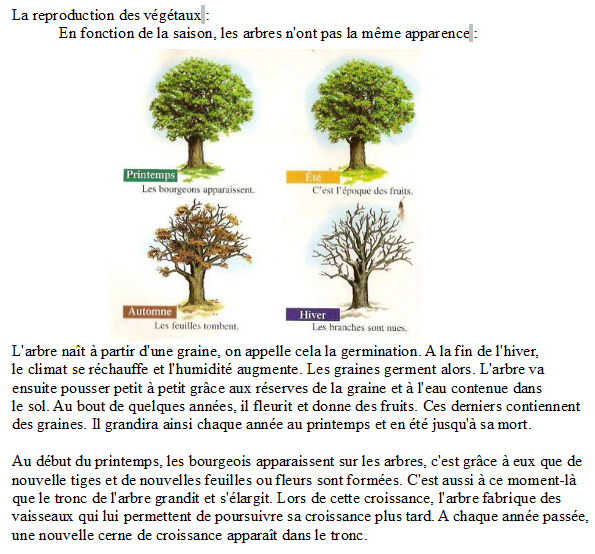 La reproduction des végétaux :
En fonction de la saison, les arbres n'ont pas la même apparence :
Printemps
Les bourgeons apparaissent.
Été
C'est l'époque des fruits.
Automne
Les feuilles tombent.
Hiver
Les branches sont nues.
L'arbre naît à partir d'une graine, on appelle cela la germination. A la fin de l'hiver,
le climat se réchauffe et l'humidité augmente. Les graines germent alors. L'arbre va
ensuite pousser petit à petit grâce aux réserves de la graine et à l'eau contenue dans
le sol. Au bout de quelques années, il fleurit et donne des fruits. Ces derniers contiennent
des graines. Il grandira ainsi chaque année au printemps et en été jusqu'à sa mort.
Au début du printemps, les bourgeois apparaissent sur les arbres, c'est grâce à eux que de
nouvelle tiges et de nouvelles feuilles ou fleurs sont formées. C'est aussi à ce moment-là
que le tronc de l'arbre grandit et s'élargit. Lors de cette croissance, l'arbre fabrique des
vaisseaux qui lui permettent de poursuivre sa croissance plus tard. A chaque année passée,
une nouvelle cerne de croissance apparaît dans le tronc.